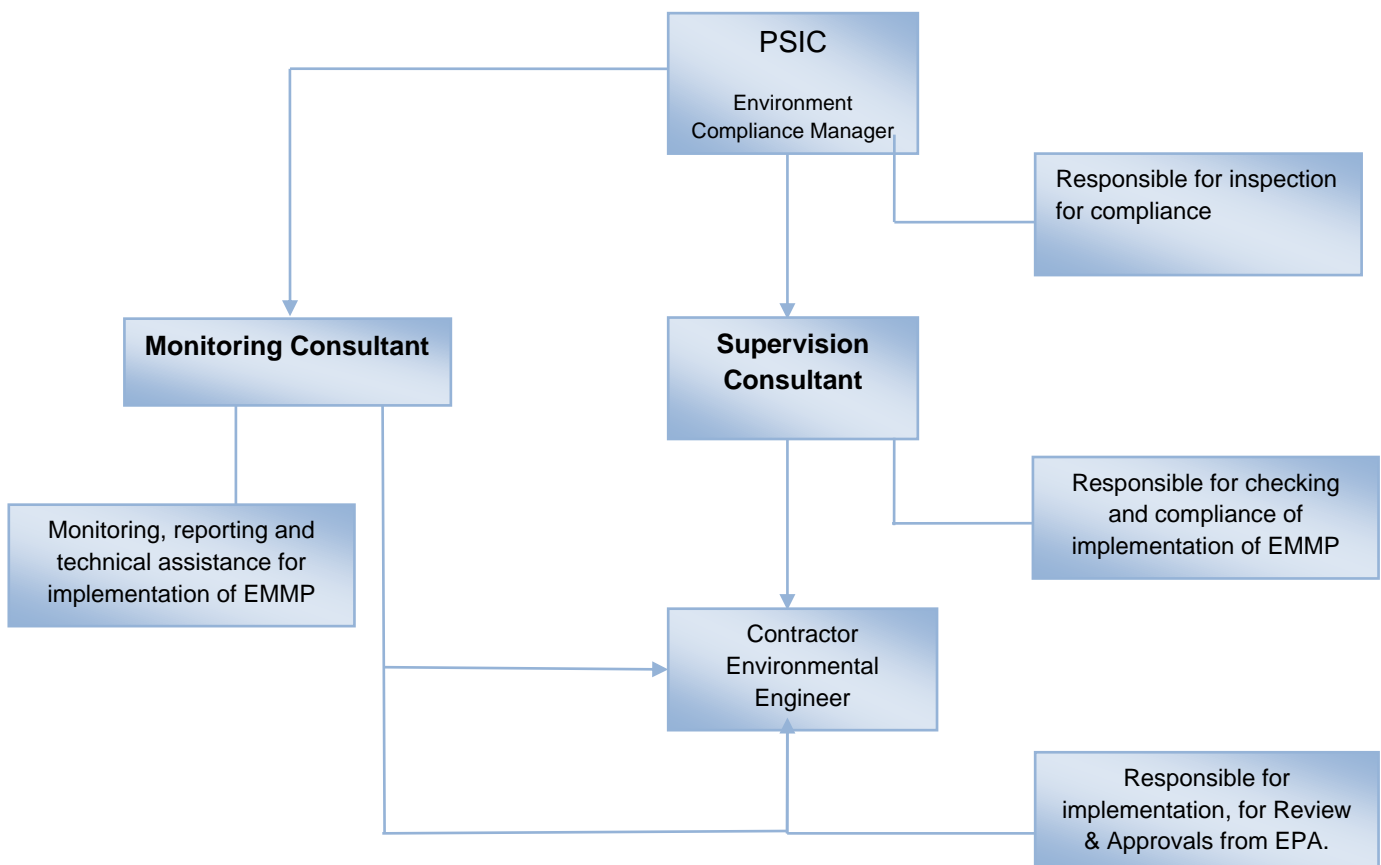 PSIC
Environment
Compliance Manager
Responsible for inspection
for compliance
Monitoring Consultant
Supervision
Consultant
Monitoring, reporting and
technical assistance for
implementation of EMMP
Responsible for checking
and compliance of
implementation of EMMP
Contractor
Environmental
Engineer
Responsible for
implementation, for Review
& Approvals from EPA.